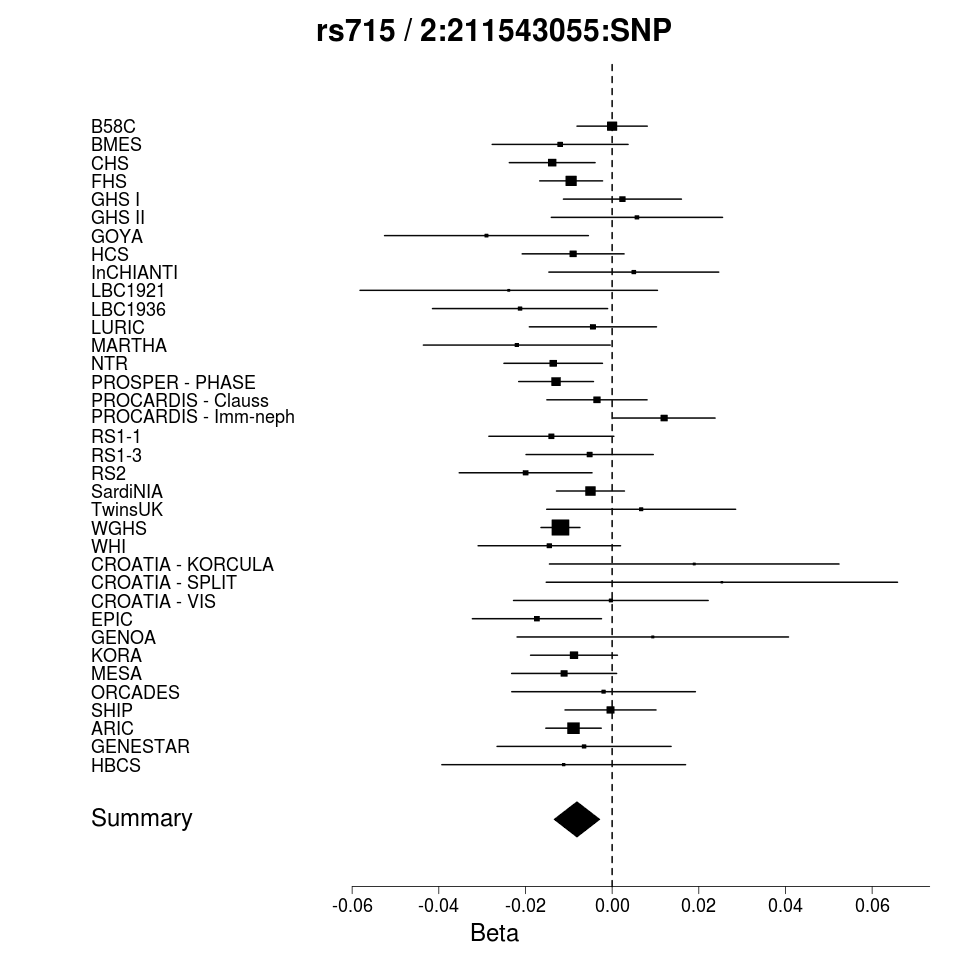 rs715 / 2:211543055:SNP
B58C
BMES
CHS
FHS
GHS I
GHS II
GOYA
HCS
InCHIANTI
LBC1921
LBC1936
LURIC
MARTHA
NTR
PROSPER - PHASE
PROCARDIS - Clauss
PROCARDIS - Imm-neph
RS1-1
RS1-3
RS2
SardiNIA
TwinsUK
WGHS
WHI
CROATIA - KORCULA
CROATIA - SPLIT
CROATIA - VIS
EPIC
GENOA
KORA
MESA
ORCADES
SHIP
ARIC
GENESTAR
HBCS
Summary
-0.06 -0.04 -0.02 0.00 0.02 0.04 0.06
Beta